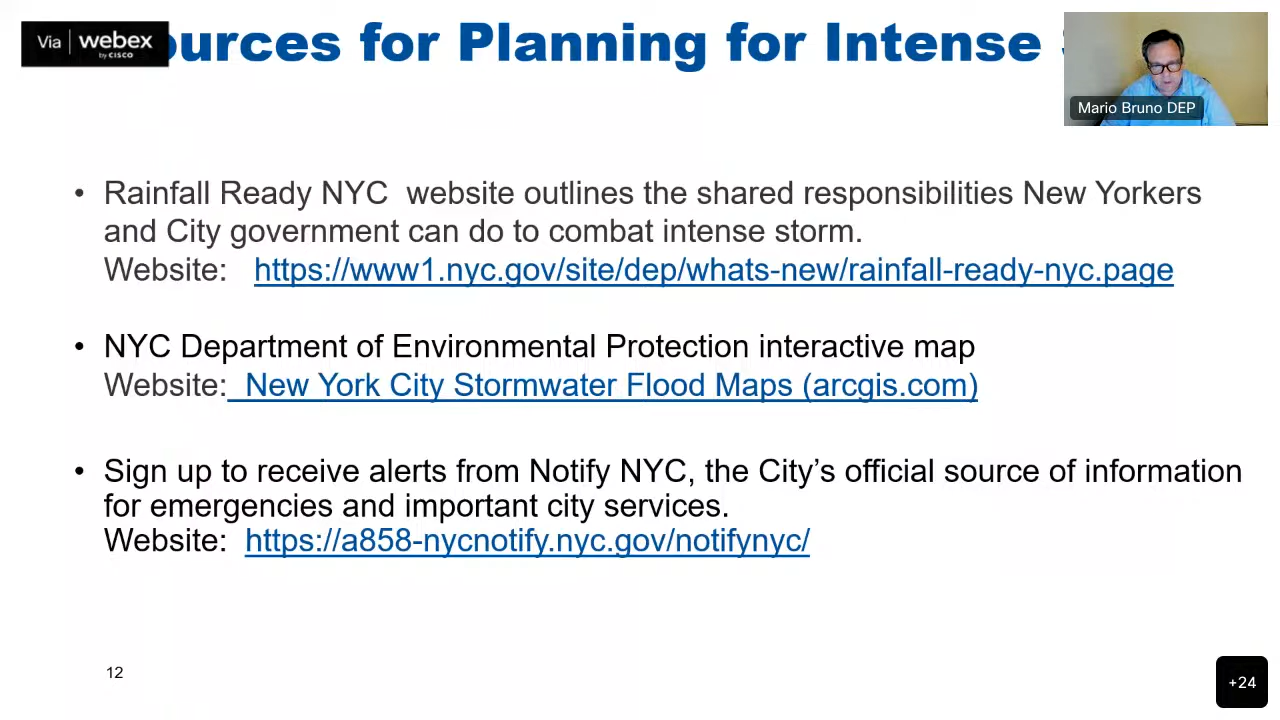 Via webex
by CISCO
ources for Planning for Intense
Mario Bruno DEP
• Rainfall Ready NYC website outlines the shared responsibilities New Yorkers
and City government can do to combat intense storm.
Website: https://www1.nyc.gov/site/dep/whats-new/rainfall-ready-nyc.page
• NYC Department of Environmental Protection interactive map
Website: New York City Stormwater Flood Maps (arcgis.com)
• Sign up to receive alerts from Notify NYC, the City’s official source of information
for emergencies and important city services.
Website: https://a858-nycnotify.nyc.gov/notifynyc/
12
+24